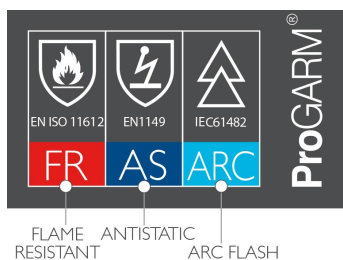 EN ISO 11612
EN1149
IEC61482
FR
AS
ARC
ProGARM®
FLAME
RESISTANT
ANTISTATIC
ARC FLASH